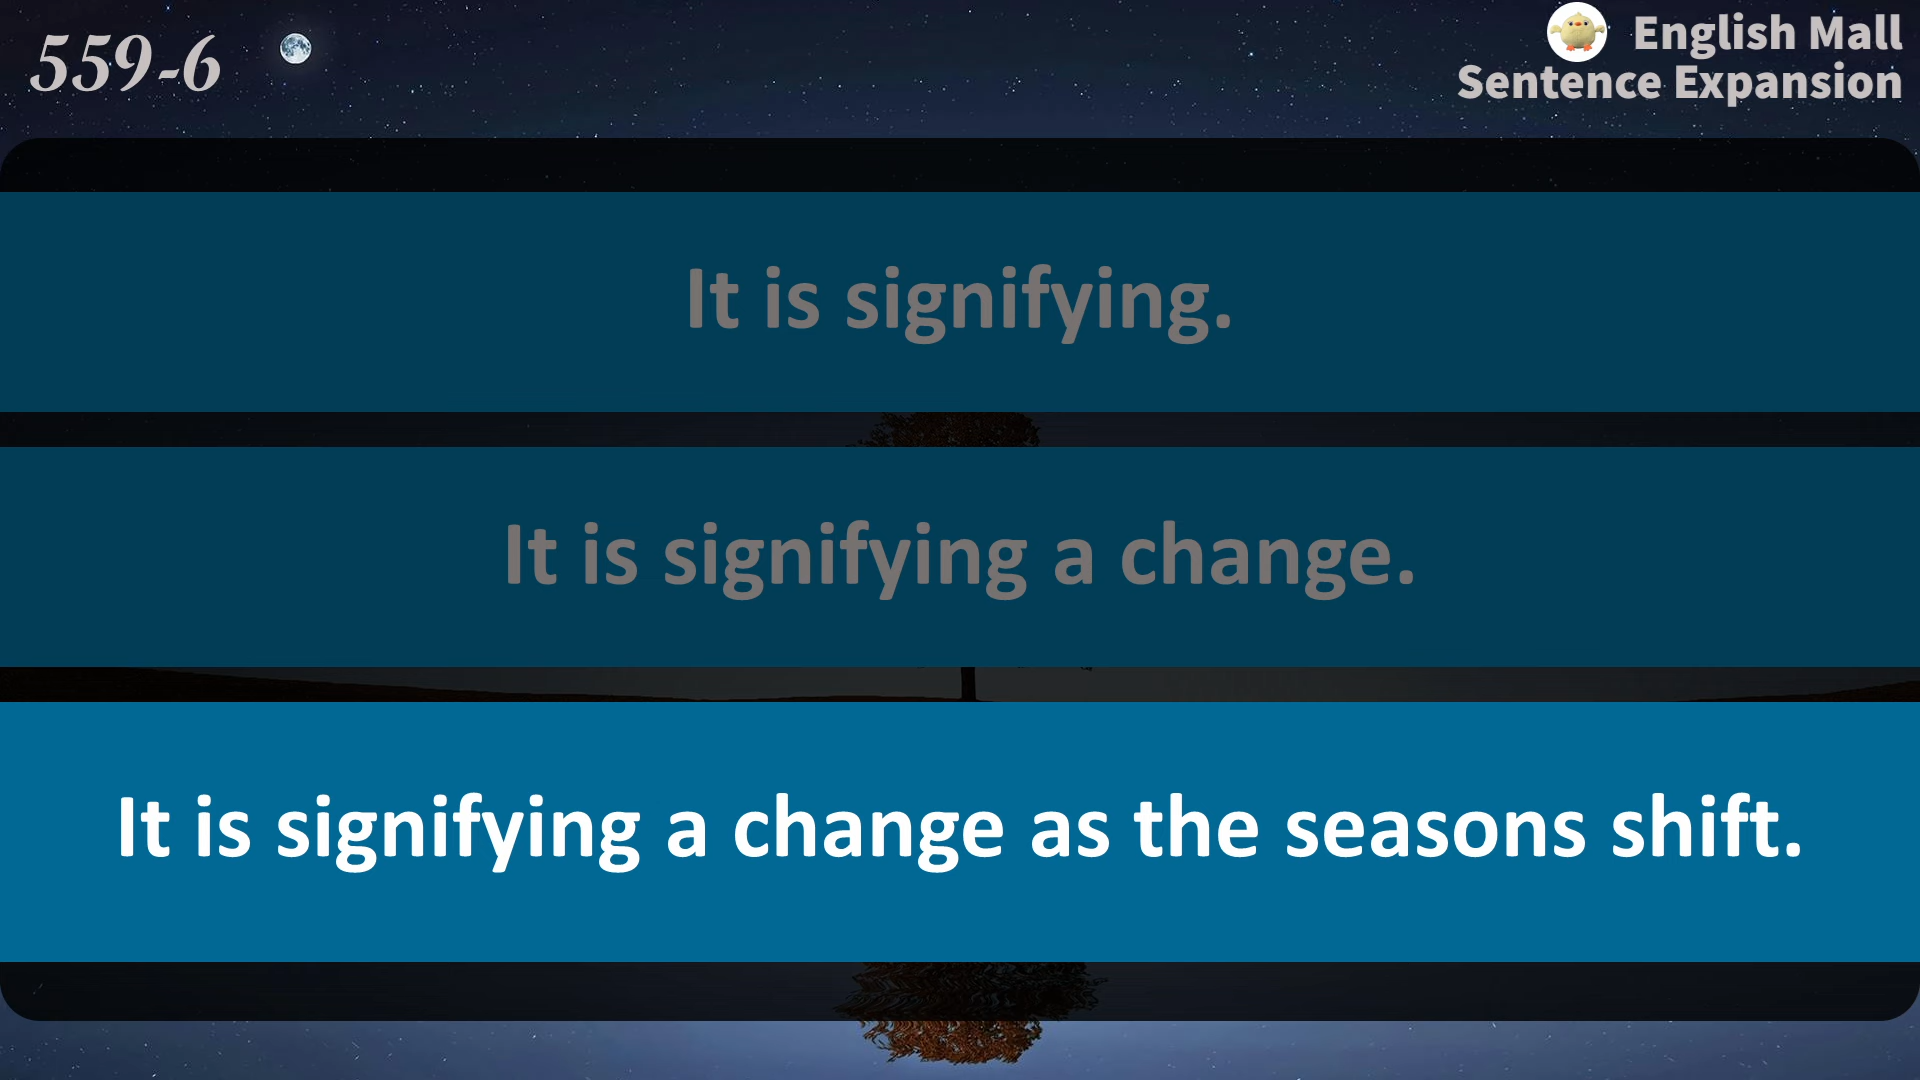 559-6
English Mall
Sentence Expansion
It is signifying.
It is signifying a change.
It is signifying a change as the seasons shift.